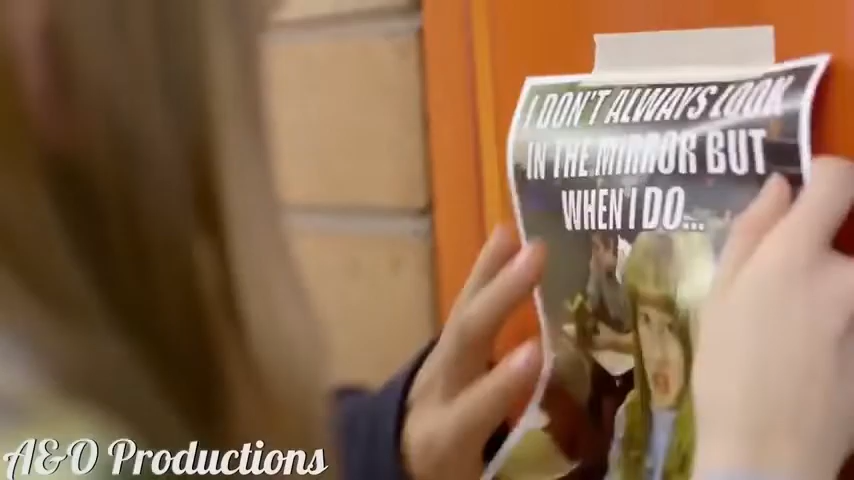 I DON'T ALWAYS LOOK
IN THE MIRROR BUT
WHEN I DO...
A&O Productions